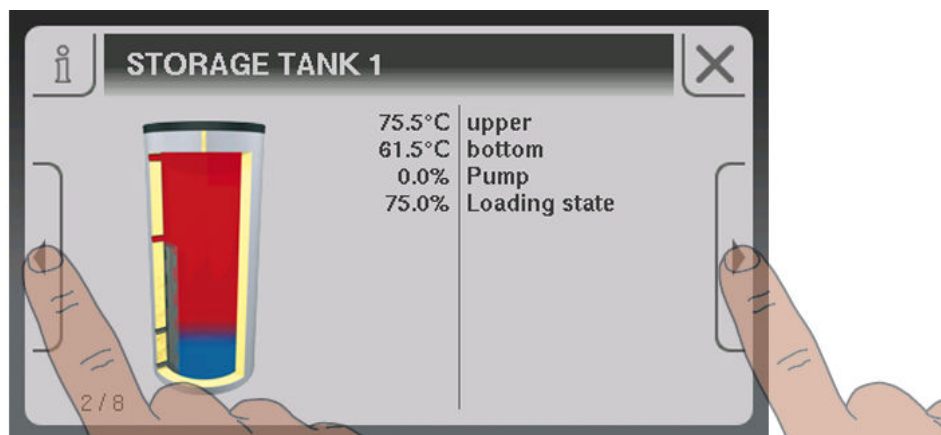 i
STORAGE TANK 1
75.5°C upper
61.5°C bottom
0.0% Pump
75.0% Loading state
2/8